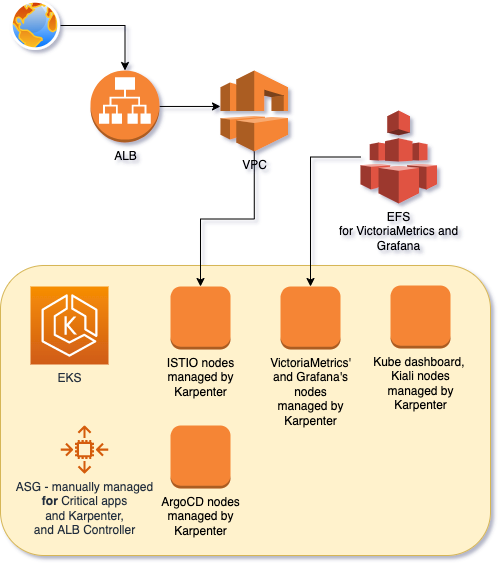 ALB
VPC
EFS
for VictoriaMetrics and
Grafana
EKS
ISTIO nodes
managed by
Karpenter
VictoriaMetrics'
and Grafana's
nodes
managed by
Karpenter
Kube dashboard,
Kiali nodes
managed by
Karpenter
ASG - manually managed
for Critical apps
and Karpenter,
and ALB Controller
ArgoCD nodes
managed by
Karpenter